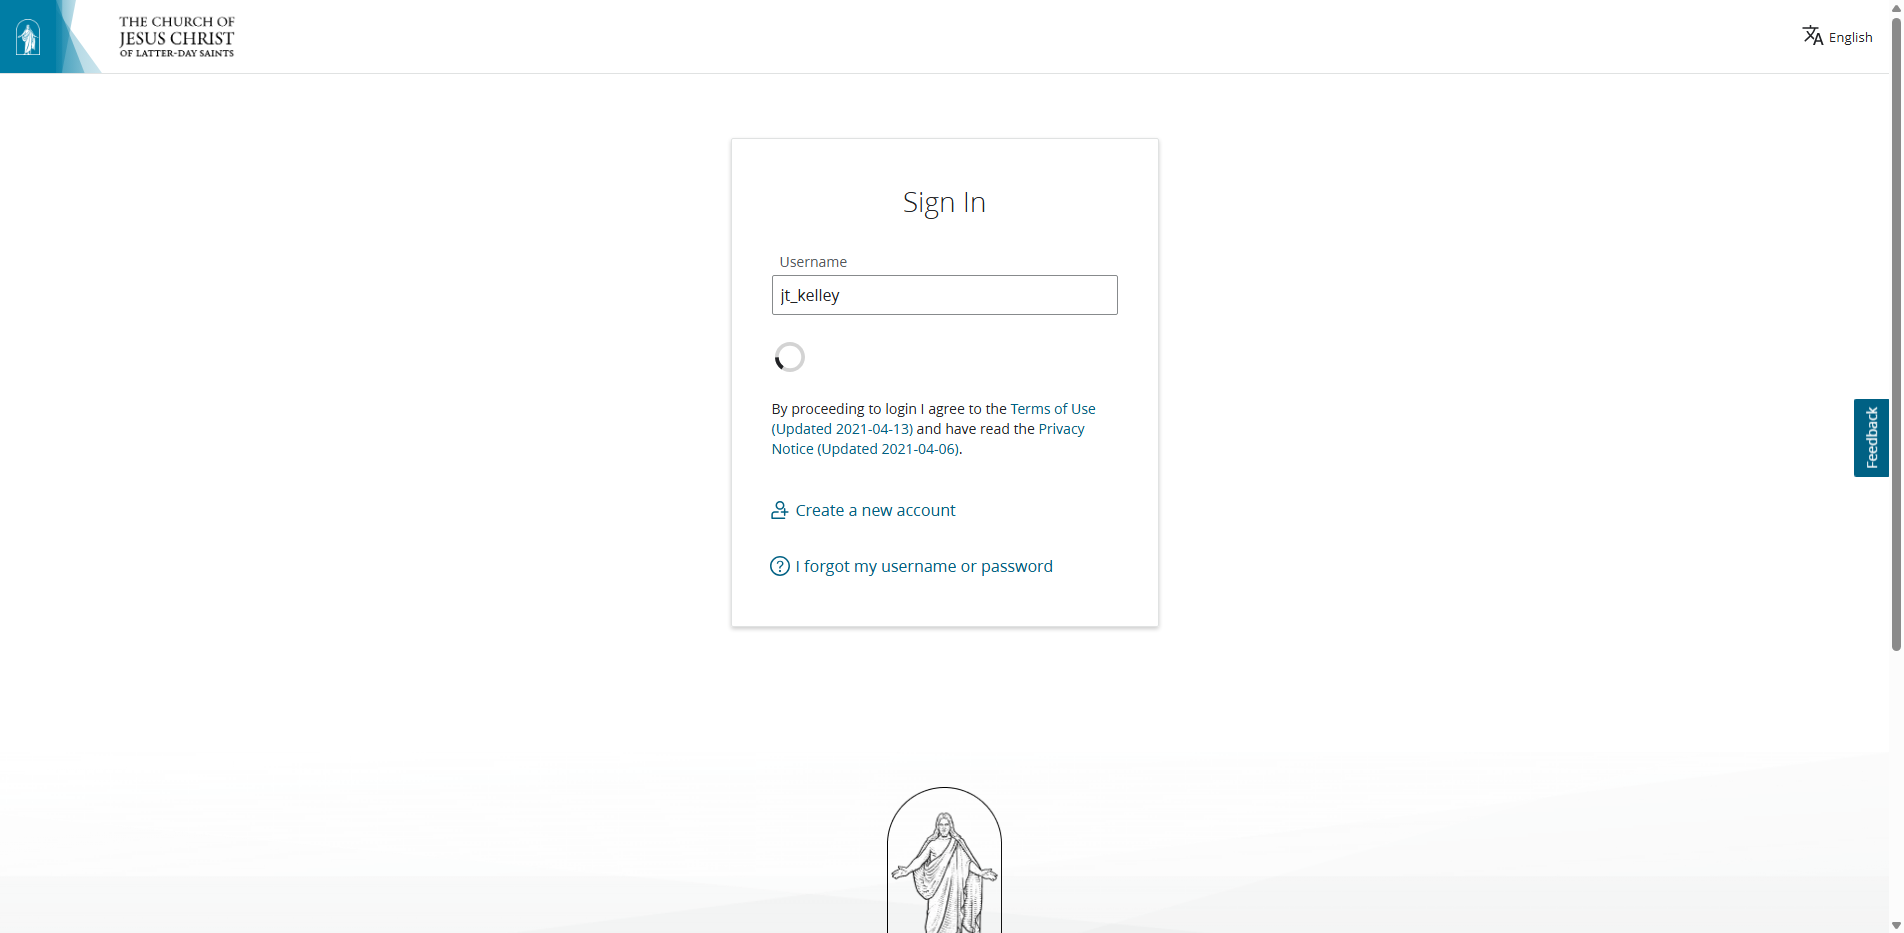 THE CHURCH OF
JESUS CHRIST
OF LATTER-DAY SAINTS
English
Sign In
Username
jt_kelley
By proceeding to login I agree to the Terms of Use
(Updated 2021-04-13) and have read the Privacy
Notice (Updated 2021-04-06).
Create a new account
I forgot my username or password
Feedback